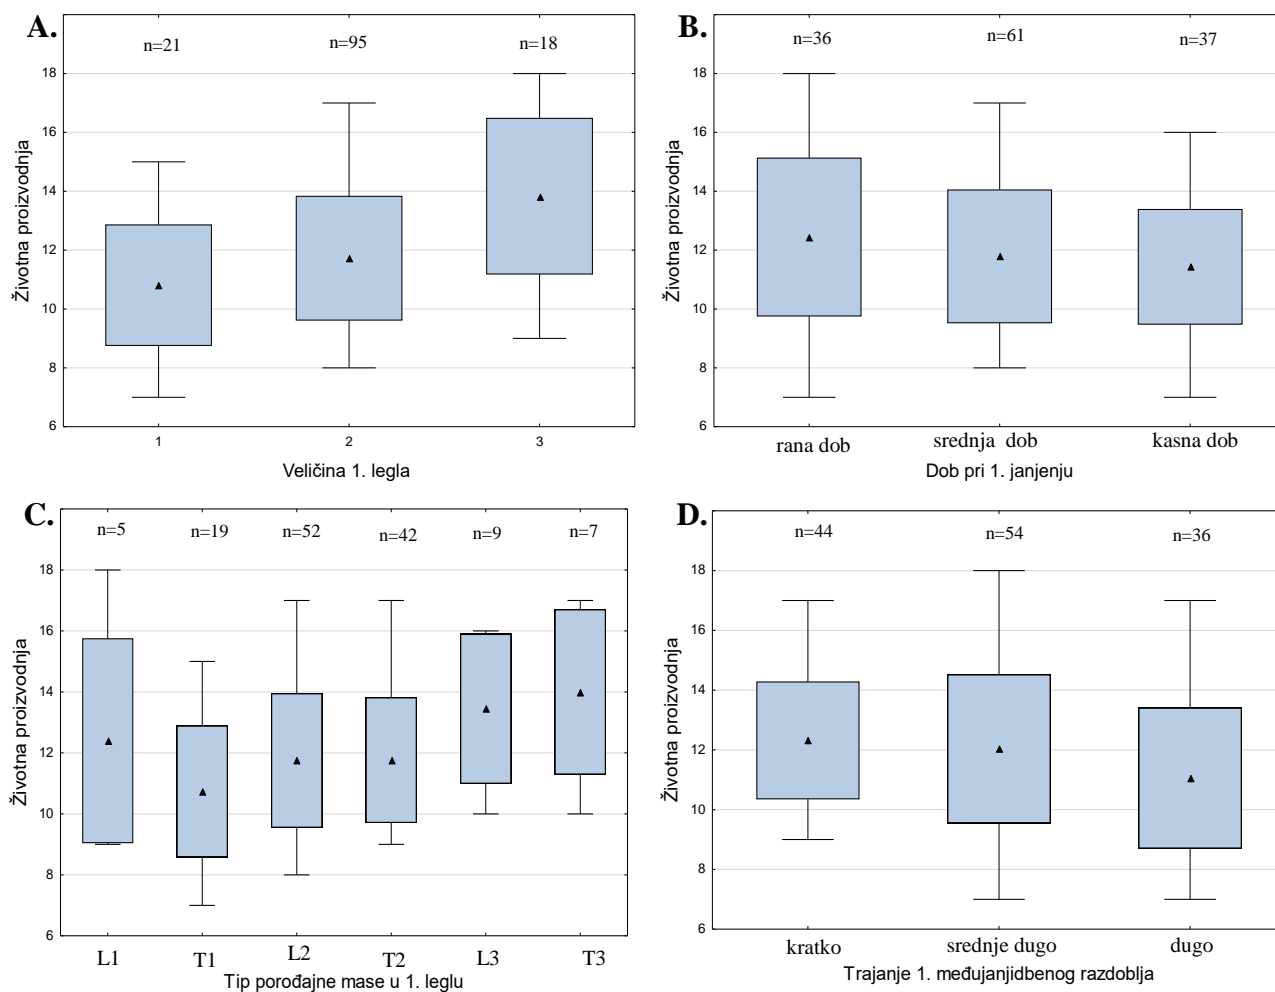 A.
n=21 n=95 n=18
Životna proizvodnja
18
16
14
12
10
8
6
1 2 3
Veličina 1. legla
B.
n=36 n=61 n=37
Životna proizvodnja
18
16
14
12
10
8
6
rana dob srednja dob kasna dob
Dob pri 1. janjenju
C.
n=5 n=19 n=52 n=42 n=9 n=7
Životna proizvodnja
18
16
14
12
10
8
6
L1 T1 L2 T2 L3 T3
Tip porođajne mase u 1. leglu
D.
n=44 n=54 n=36
Životna proizvodnja
18
16
14
12
10
8
6
kratko srednje dugo dugo
Trajanje 1. međujanjidbenog razdoblja